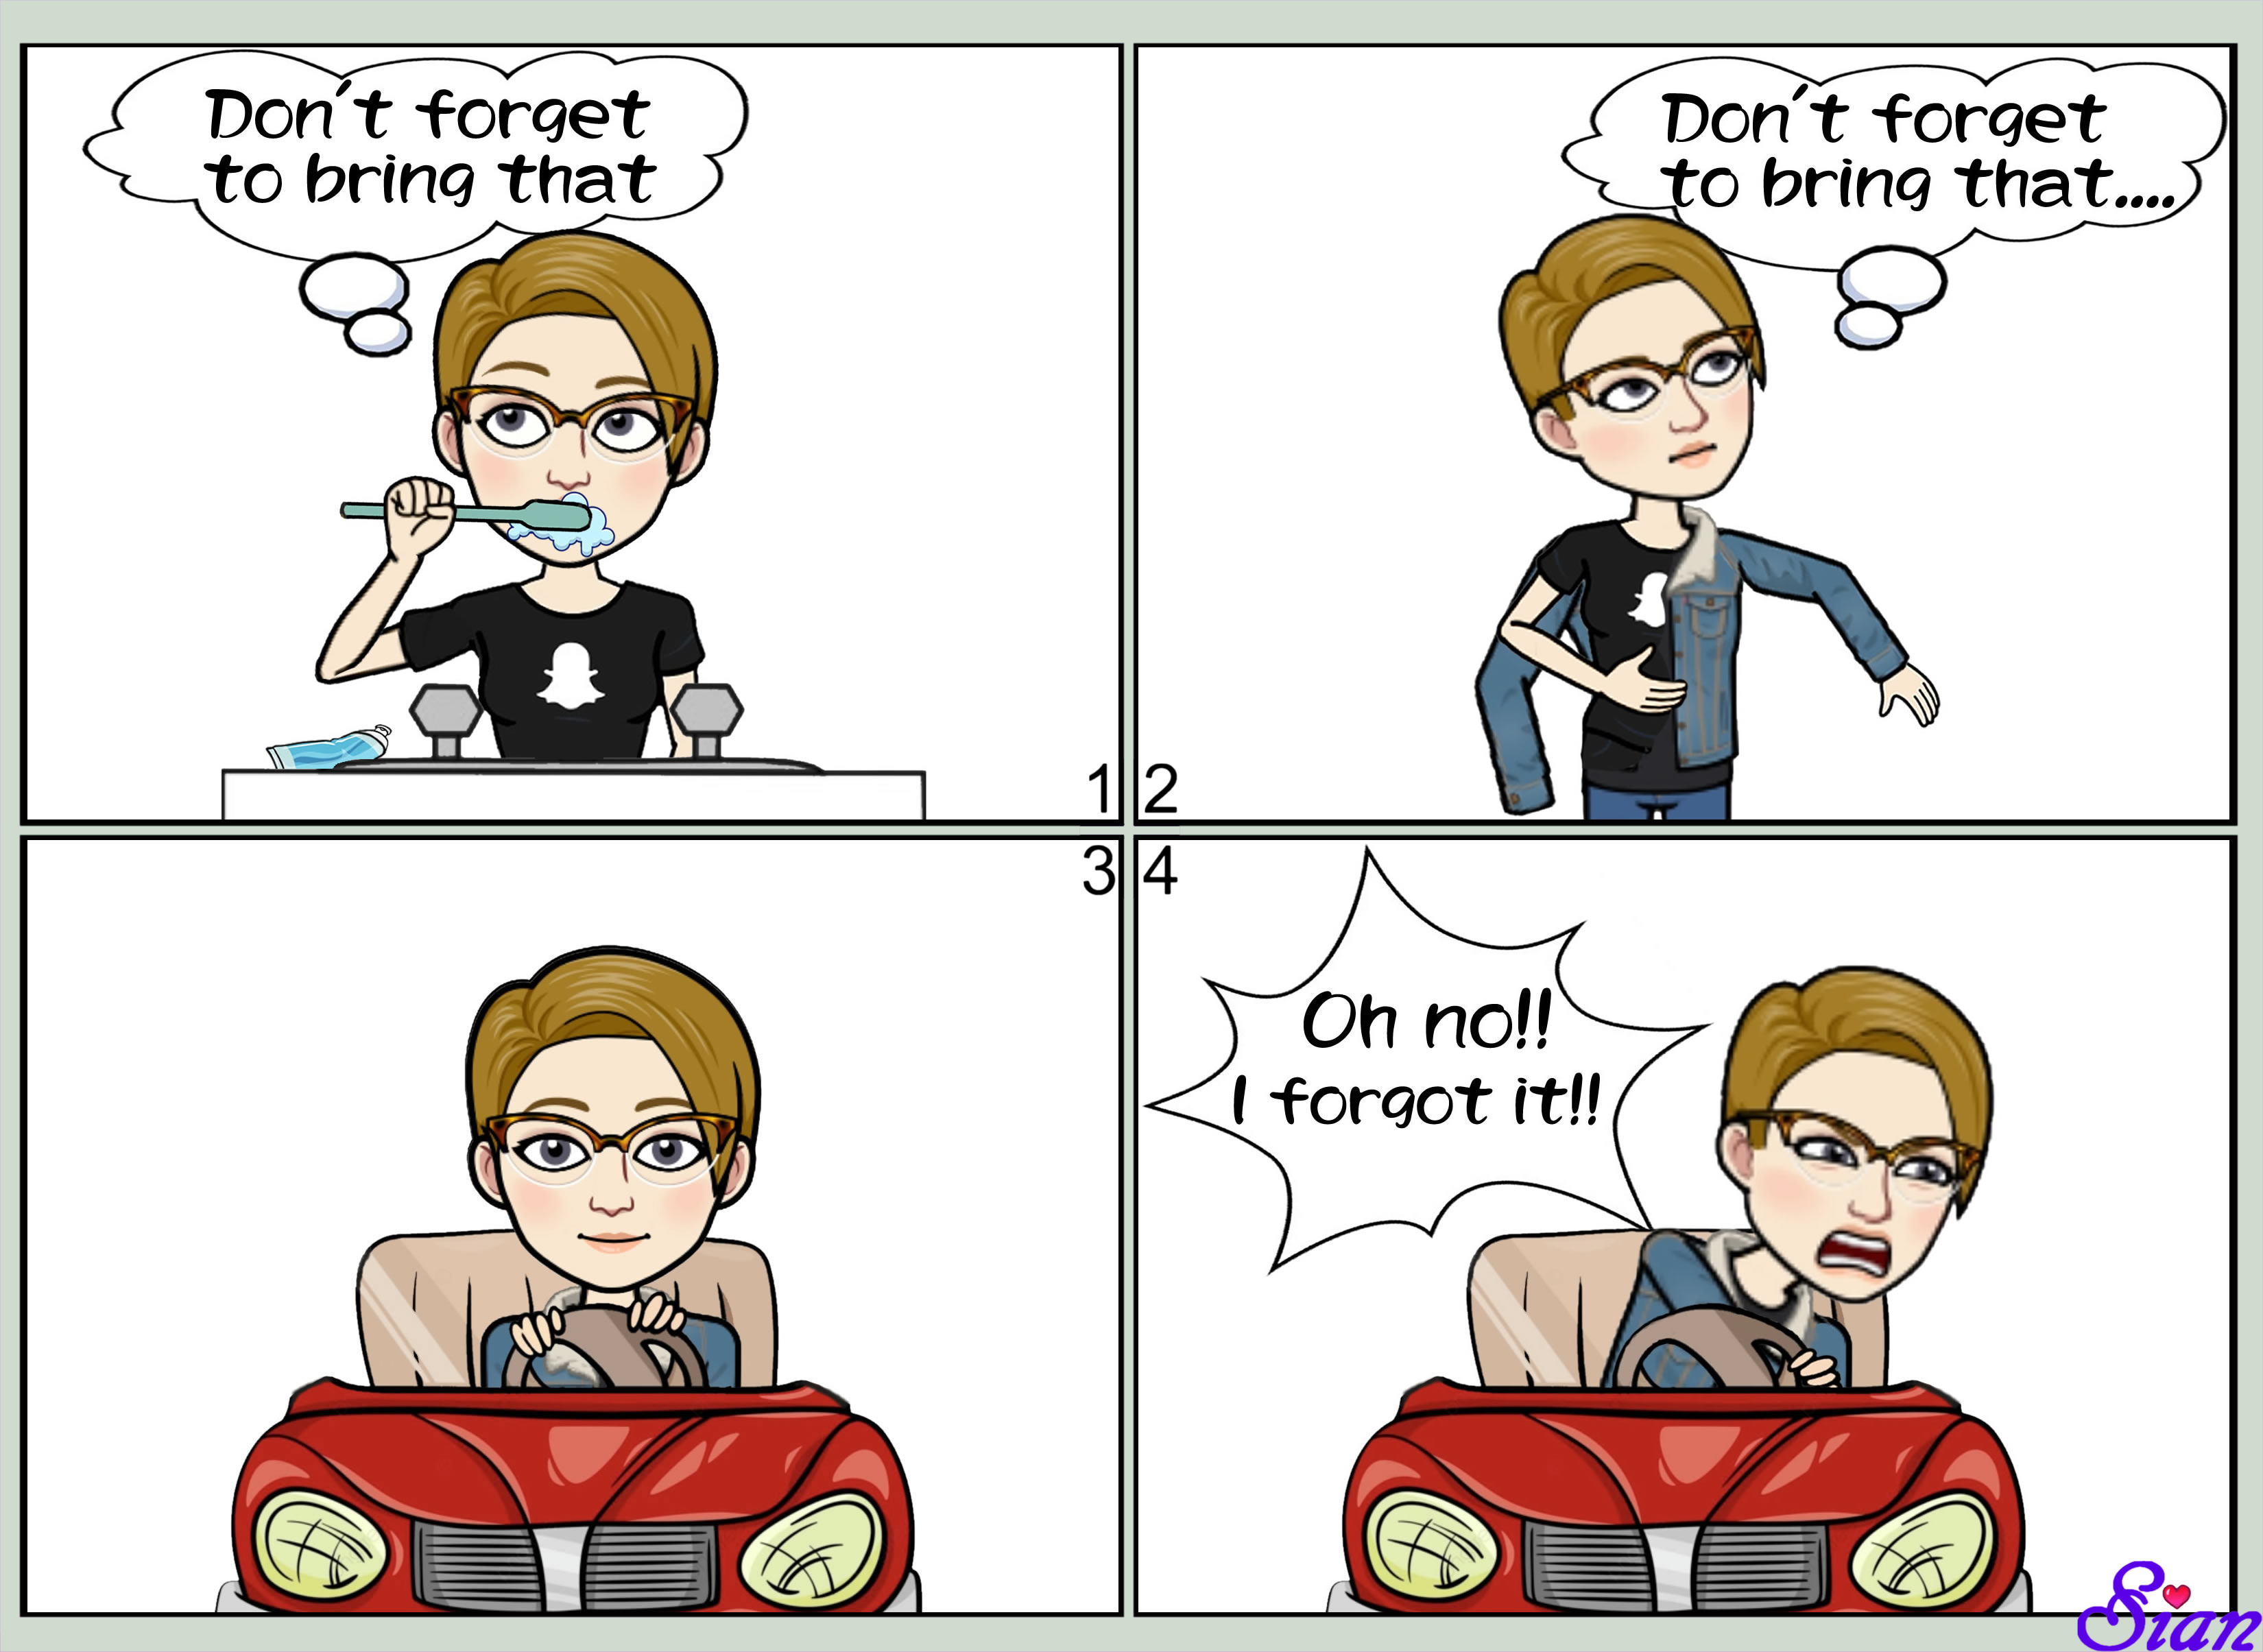 Don´t forget
to bring that
1
Don´t forget
to bring that....
2
3
4
Oh no!!
I forgot it!!
Sian